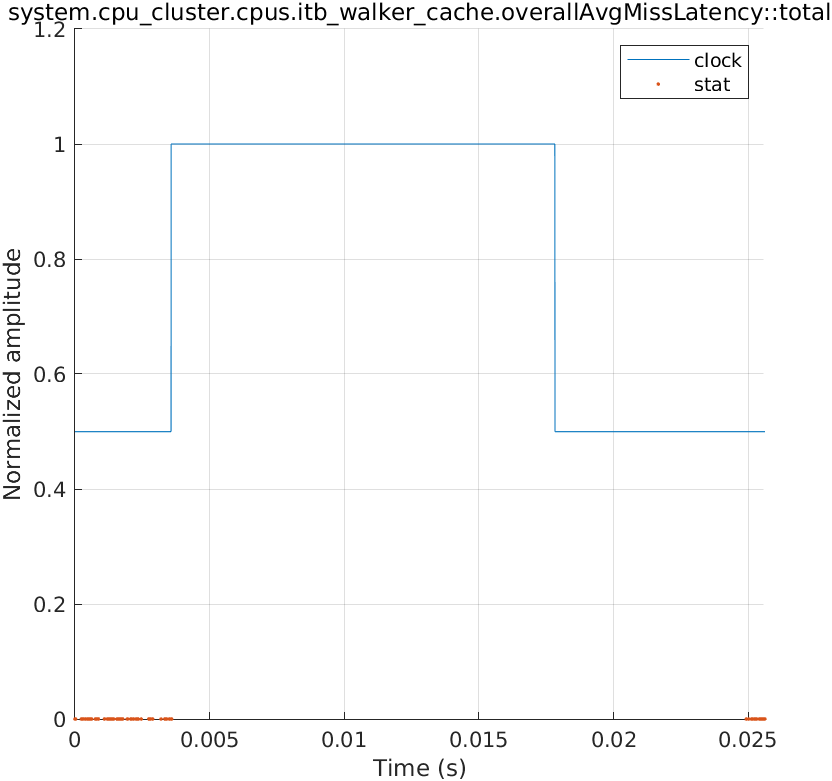 system.cpu_cluster.cpus.itb_walker_cache.overallAvgMissLatency::total
1.2
clock
stat
1
0.8
Normalized amplitude
0.6
0.4
0.2
0
0 0.005 0.01 0.015 0.02 0.025
Time (s)